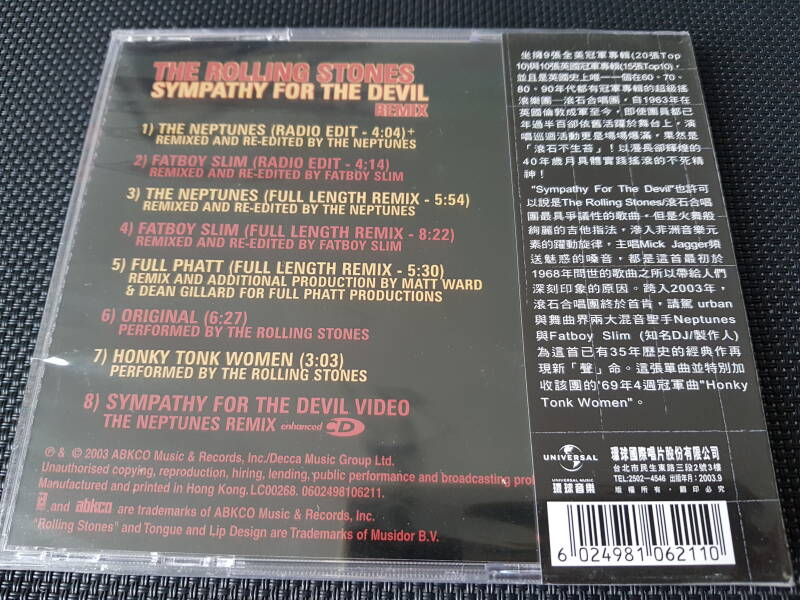 THE ROLLING STONES
SYMPATHY FOR THE DEVIL
REMIX
1) THE NEPTUNES (RADIO EDIT - 4:04)+
REMIXED AND RE-EDITED BY THE NEPTUNES
2) FATBOY SLIM (RADIO EDIT - 4:14)
REMIXED AND RE-EDITED BY FATBOY SLIM
3) THE NEPTUNES (FULL LENGTH REMIX - 5:54)
REMIXED AND RE-EDITED BY THE NEPTUNES
4) FATBOY SLIM (FULL LENGTH REMIX - 8:22)
REMIXED AND RE-EDITED BY FATBOY SLIM
5) FULL PHATT (FULL LENGTH REMIX - 5:30)
REMIX AND ADDITIONAL PRODUCTION BY MATT WARD
& DEAN GILLARD FOR FULL PHATT PRODUCTIONS
6) ORIGINAL (6:27)
PERFORMED BY THE ROLLING STONES
7) HONKY TONK WOMEN (3:03)
PERFORMED BY THE ROLLING STONES
8) SYMPATHY FOR THE DEVIL VIDEO
THE NEPTUNES REMIX enhanced CD
℗ & © 2003 ABKCO Music & Records, Inc./Decca Music Group Ltd.
Unauthorised copying, reproduction, hiring, lending, public performance and broadcasting pro
Manufactured and printed in Hong Kong. LC00268. 0602498106211.
and abkco are trademarks of ABKCO Music & Records, Inc.
"Rolling Stones" and Tongue and Lip Design are Trademarks of Musidor B.V.
坐擁9張全美冠軍專輯(20張Top
10)與10張英國冠軍專輯(15張Top10),
並且是英國史上唯一一個在60、70、
80、90年代都有冠軍專輯的超級搖
滾樂團─滾石合唱團,自1963年在
英國倫敦成軍至今,即使團員都已
年過半百卻依舊活躍於舞台上,演
唱巡迴活動更是場場爆滿,果然是
「滾石不生苔」!以漫長卻輝煌的
40年歲月具體實踐搖滾的不死精
神!
"Sympathy For The Devil"也許可
以說是The Rolling Stones/滾石合唱
團最具爭議性的歌曲,但是火舞般
絢麗的吉他指法,滲入非洲音樂元
素的躍動旋律,主唱Mick Jagger頻
送魅惑的嗓音,都是這首最初於
1968年問世的歌曲之所以帶給人們
深刻印象的原因。跨入2003年,
滾石合唱團終於首肯,請駕 urban
與舞曲界兩大混音聖手Neptunes
與Fatboy Slim (知名DJ/製作人)
為這首已有35年歷史的經典作再
現新「聲」命。這張單曲並特別加
收該團的'69年4週冠軍曲"Honky
Tonk Women"。
UNIVERSAL
UNIVERSAL MUSIC
環球音樂
環球國際唱片股份有限公司
台北市民生東路三段2號3樓
TEL:2502-4546 出版年月:2003.9
版權所有.翻印必究
6 024981 062110